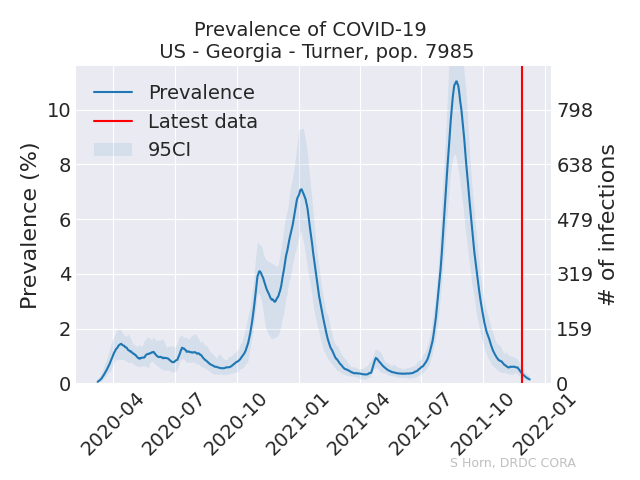 Prevalence of COVID-19
US - Georgia - Turner, pop. 7985
Prevalence
Latest data
95CI
Prevalence (%)
10
8
6
4
2
0
798
638
479
319
159
0
# of infections
2020-04
2020-07
2020-10
2021-01
2021-04
2021-07
2021-10
2022-01
S Horn, DRDC CORA